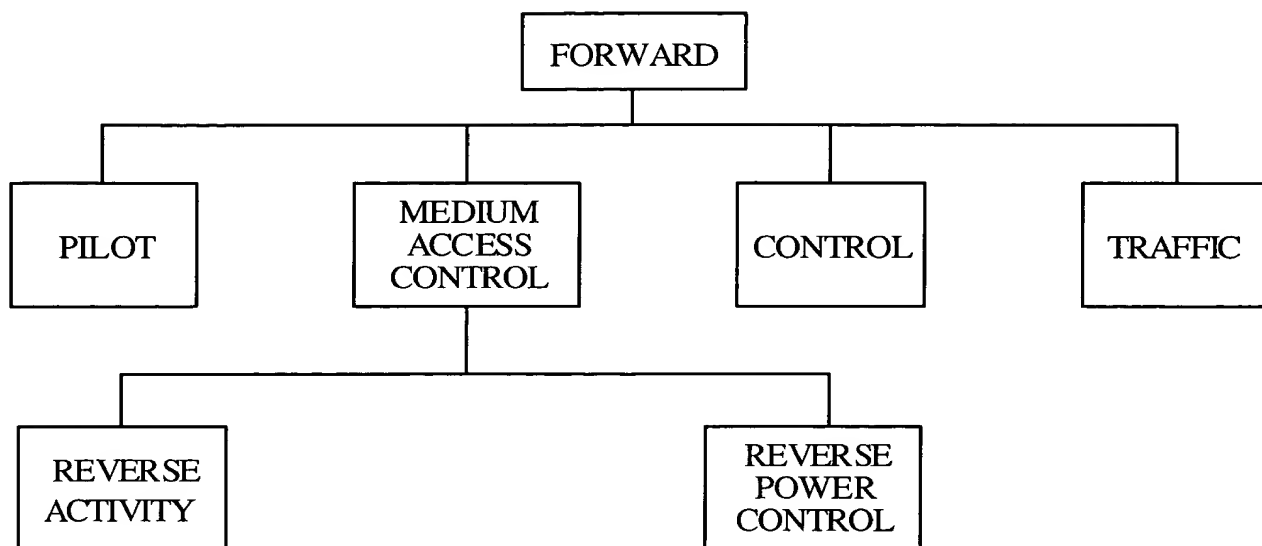 FORWARD
PILOT
MEDIUM
ACCESS
CONTROL
CONTROL
TRAFFIC
REVERSE
ACTIVITY
REVERSE
POWER
CONTROL